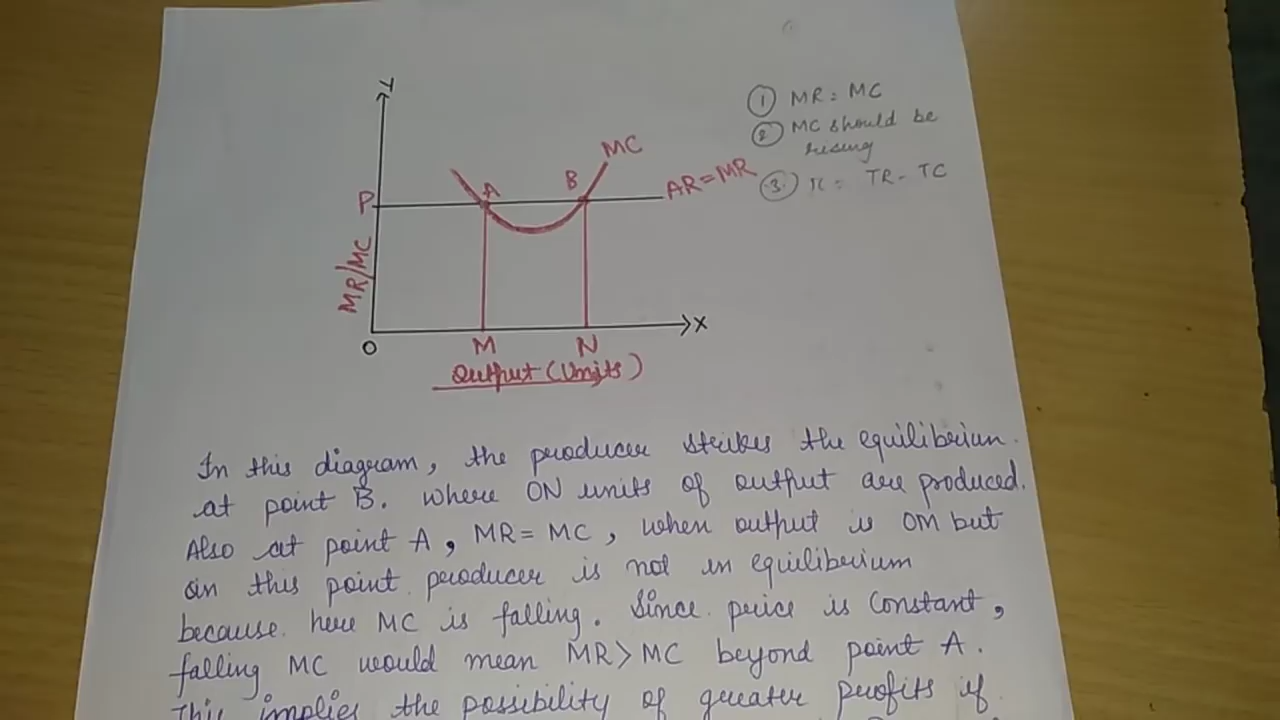 Y
① MR = MC
② MC should be
rising
③ π = TR - TC
MC
A
B
AR=MR
P
MR/MC
O
M
N
X
Output (Units)
In this diagram, the producer strikes the equilibrium
at point B. where ON units of output are produced.
Also at point A, MR = MC, when output is OM but
on this point producer is not in equilibrium
because here MC is falling. Since price is Constant,
falling MC would mean MR > MC beyond point A.
This implies the possibility of greater profits if